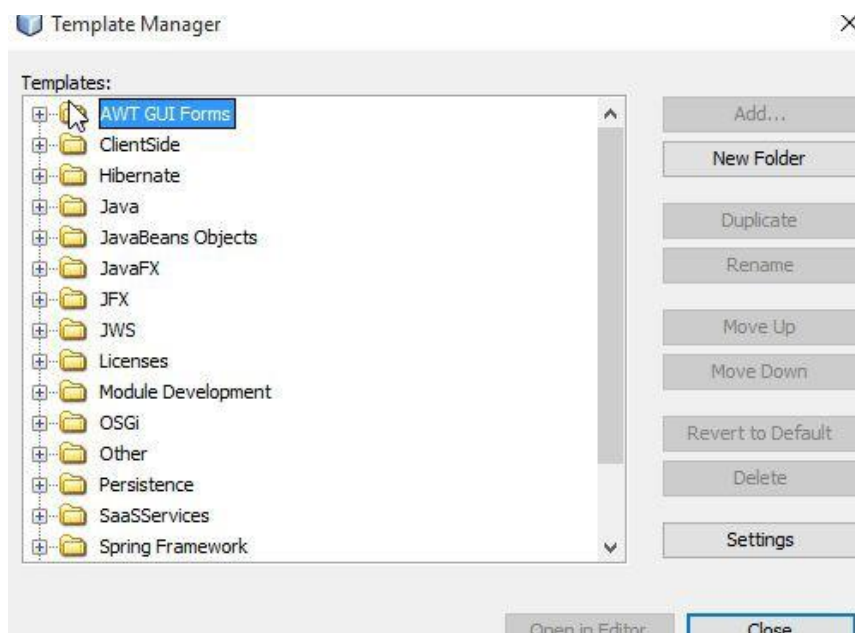 Template Manager
Templates:
AWT GUI Forms
ClientSide
Hibernate
Java
JavaBeans Objects
JavaFX
JFX
JWS
Licenses
Module Development
OSGi
Other
Persistence
SaaSServices
Spring Framework
Add...
New Folder
Duplicate
Rename
Move Up
Move Down
Revert to Default
Delete
Settings
Open in Editor
Close